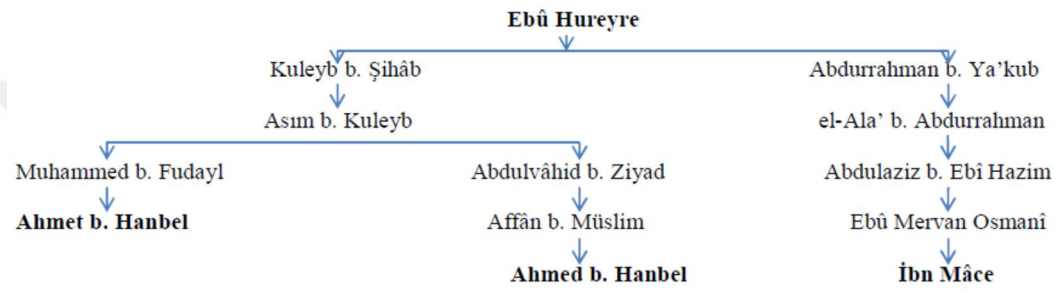 Ebû Hureyre
Kuleyb b. Şihâb Abdurrahman b. Ya’kub
Asım b. Kuleyb el-Ala’ b. Abdurrahman
Muhammed b. Fudayl Abdulvâhid b. Ziyad Abdulaziz b. Ebî Hazim
Ahmet b. Hanbel Affân b. Müslim Ebû Mervan Osmanî
Ahmed b. Hanbel İbn Mâce